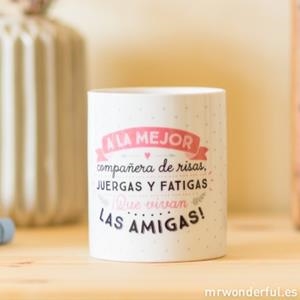 A LA MEJOR
compañera de risas,
JUERGAS Y FATIGAS
¡Que vivan
LAS AMIGAS!
mrwonderful.es